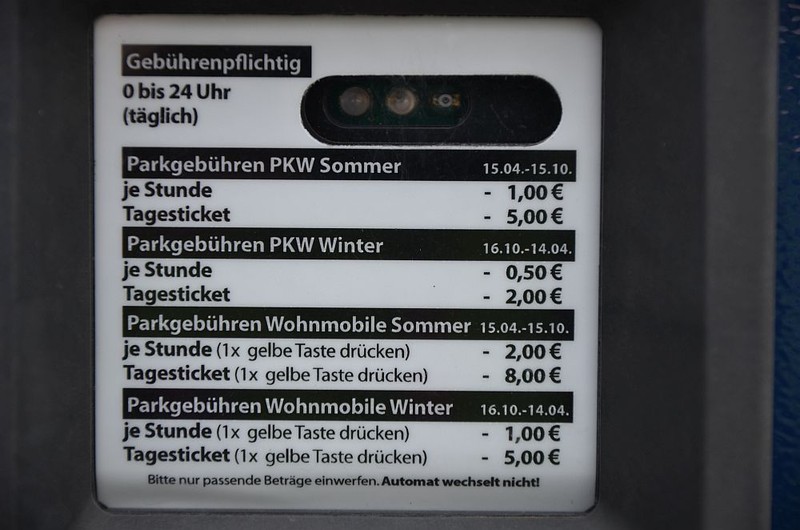 Gebührenpflichtig
0 bis 24 Uhr
(täglich)
Parkgebühren PKW Sommer 15.04.-15.10.
je Stunde - 1,00 €
Tagesticket - 5,00 €
Parkgebühren PKW Winter 16.10.-14.04.
je Stunde - 0,50 €
Tagesticket - 2,00 €
Parkgebühren Wohnmobile Sommer 15.04.-15.10.
je Stunde (1x gelbe Taste drücken) - 2,00 €
Tagesticket (1x gelbe Taste drücken) - 8,00 €
Parkgebühren Wohnmobile Winter 16.10.-14.04.
je Stunde (1x gelbe Taste drücken) - 1,00 €
Tagesticket (1x gelbe Taste drücken) - 5,00 €
Bitte nur passende Beträge einwerfen. Automat wechselt nicht!